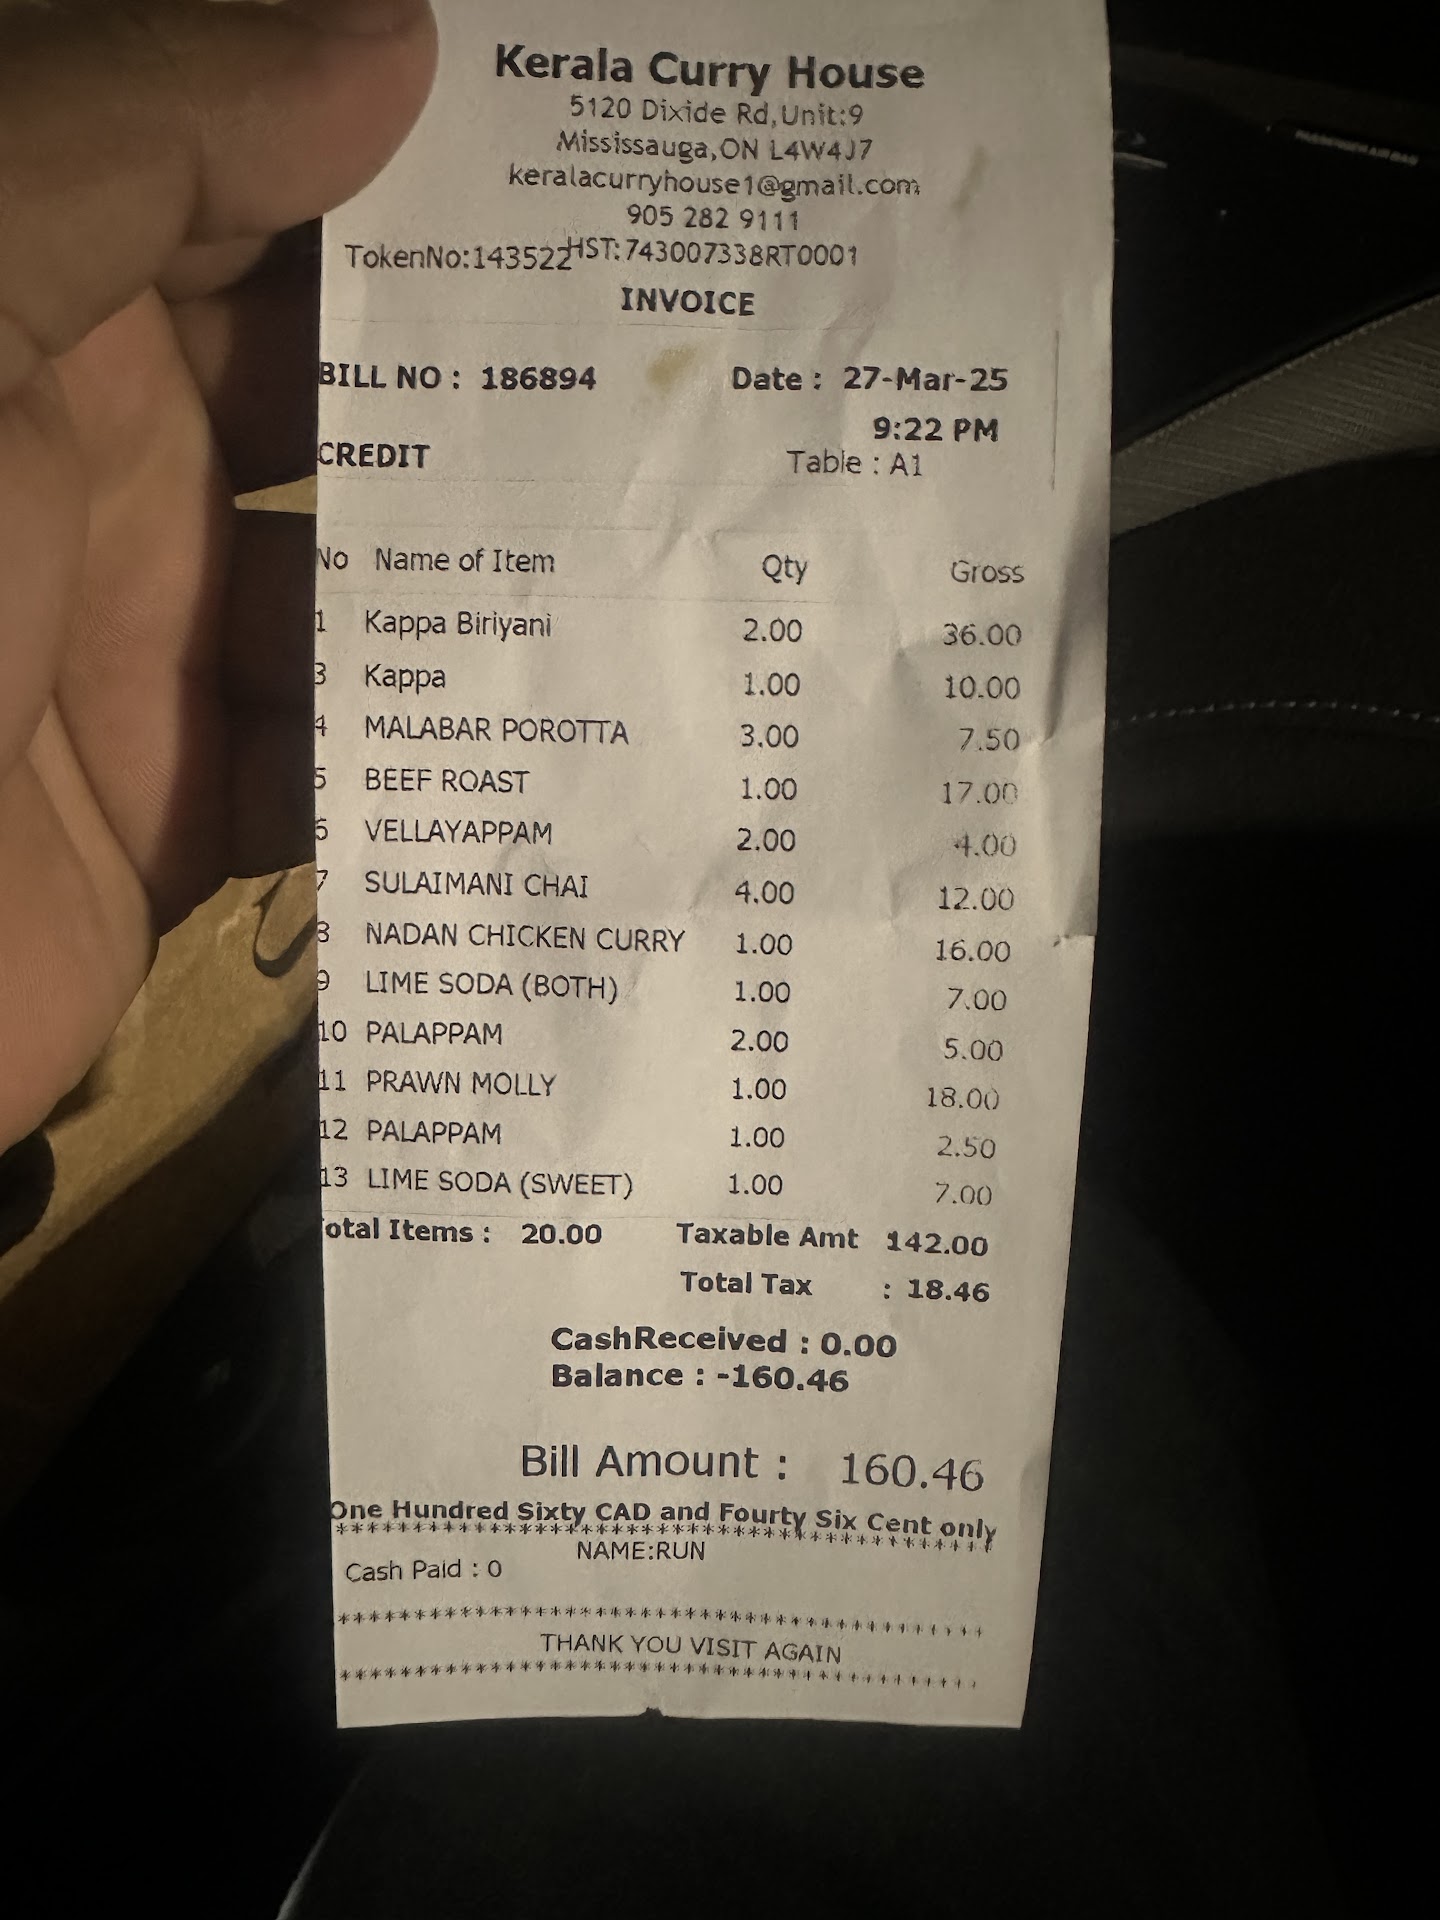 Kerala Curry House
5120 Dixide Rd,Unit:9
Mississauga,ON L4W4J7
keralacurryhouse1@gmail.com
905 282 9111
TokenNo:143522 HST:743007338RT0001
INVOICE
BILL NO : 186894 Date : 27-Mar-25
9:22 PM
CREDIT Table : A1
No Name of Item Qty Gross
1 Kappa Biriyani 2.00 36.00
3 Kappa 1.00 10.00
4 MALABAR POROTTA 3.00 7.50
5 BEEF ROAST 1.00 17.00
6 VELLAYAPPAM 2.00 4.00
7 SULAIMANI CHAI 4.00 12.00
8 NADAN CHICKEN CURRY 1.00 16.00
9 LIME SODA (BOTH) 1.00 7.00
10 PALAPPAM 2.00 5.00
11 PRAWN MOLLY 1.00 18.00
12 PALAPPAM 1.00 2.50
13 LIME SODA (SWEET) 1.00 7.00
otal Items : 20.00 Taxable Amt : 142.00
Total Tax : 18.46
CashReceived : 0.00
Balance : -160.46
Bill Amount : 160.46
One Hundred Sixty CAD and Fourty Six Cent only
*********************************************
NAME:RUN
Cash Paid : 0
*********************************************
THANK YOU VISIT AGAIN
*********************************************